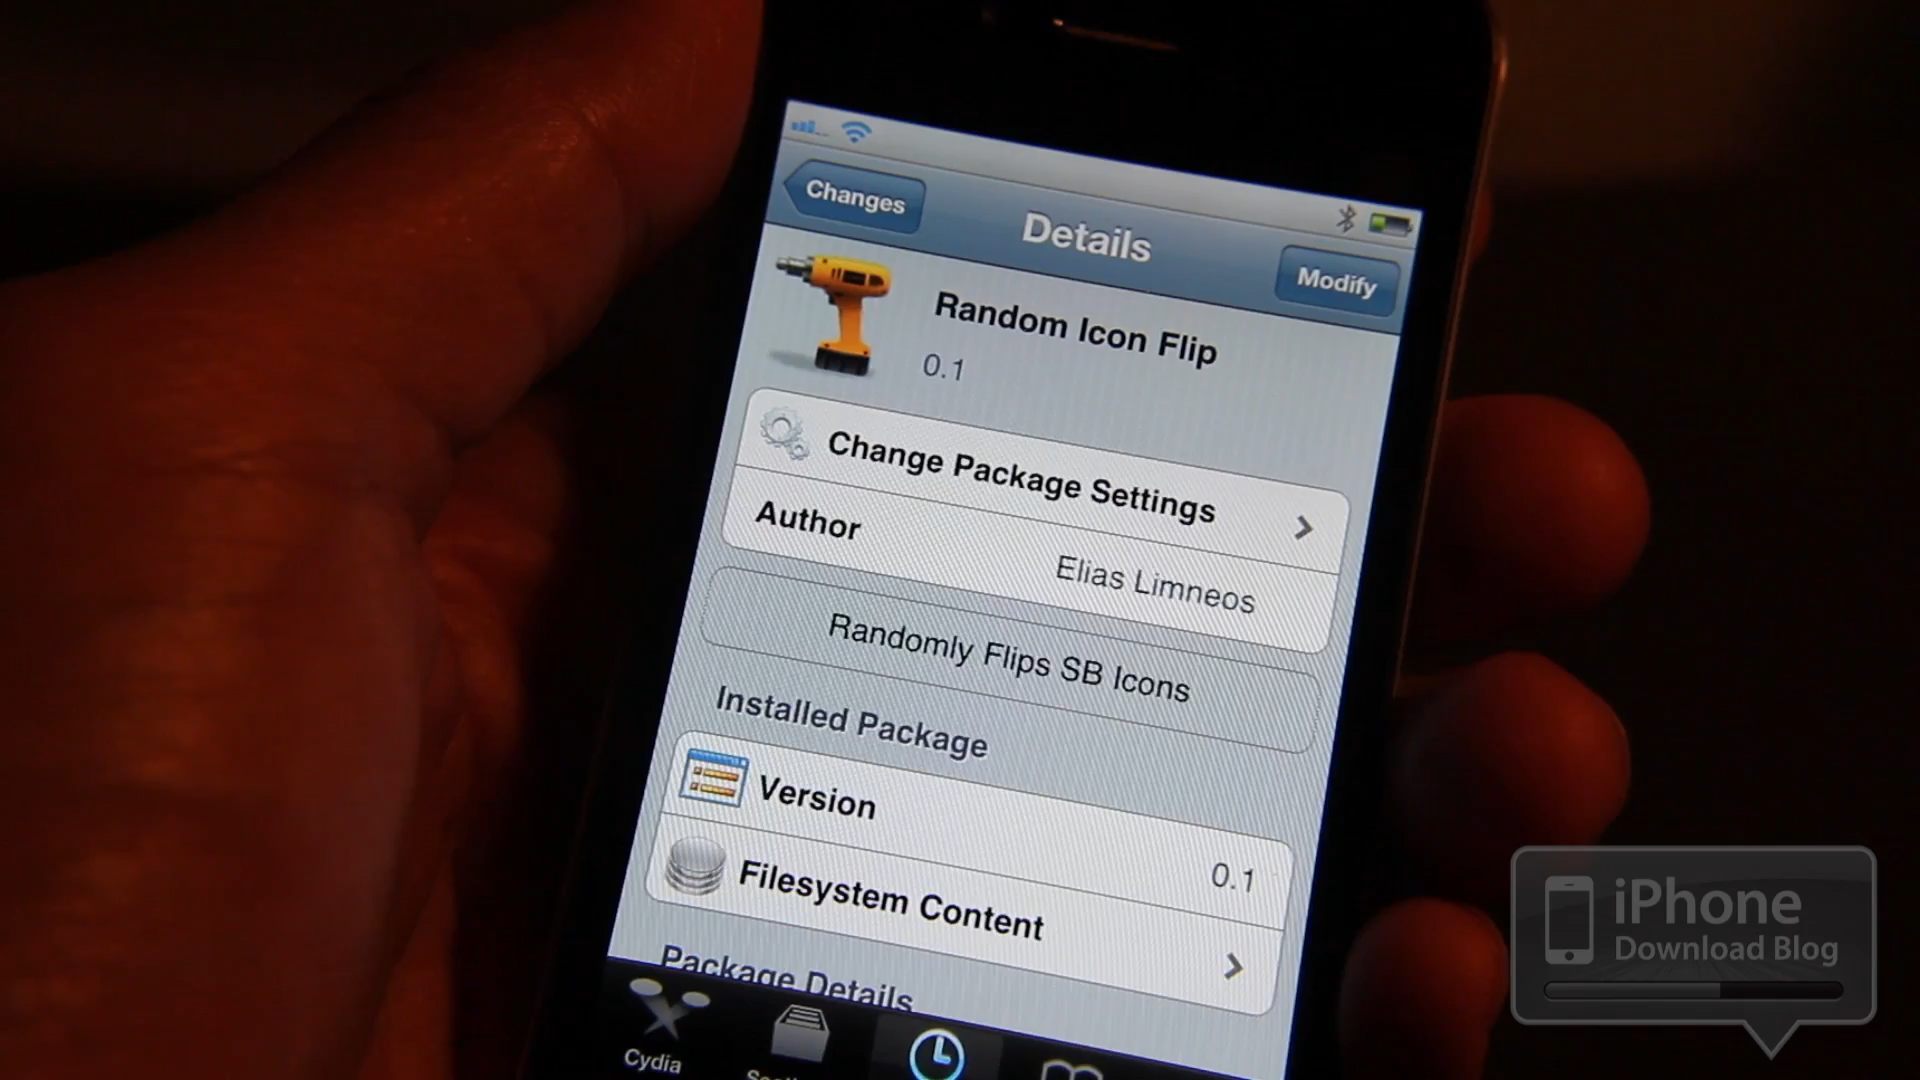 Changes
Details
Modify
Random Icon Flip
0.1
Change Package Settings
Author
Elias Limneos
Randomly Flips SB Icons
Installed Package
Version
0.1
Filesystem Content
Package Details
Cydia
iPhone
Download Blog